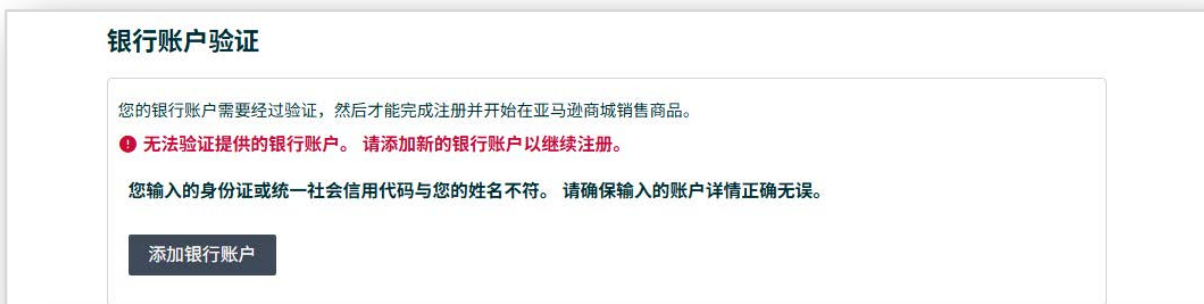 银行账户验证
您的银行账户需要经过验证，然后才能完成注册并开始在亚马逊商城销售商品。
无法验证提供的银行账户。 请添加新的银行账户以继续注册。
您输入的身份证或统一社会信用代码与您的姓名不符。 请确保输入的账户详情正确无误。
添加银行账户